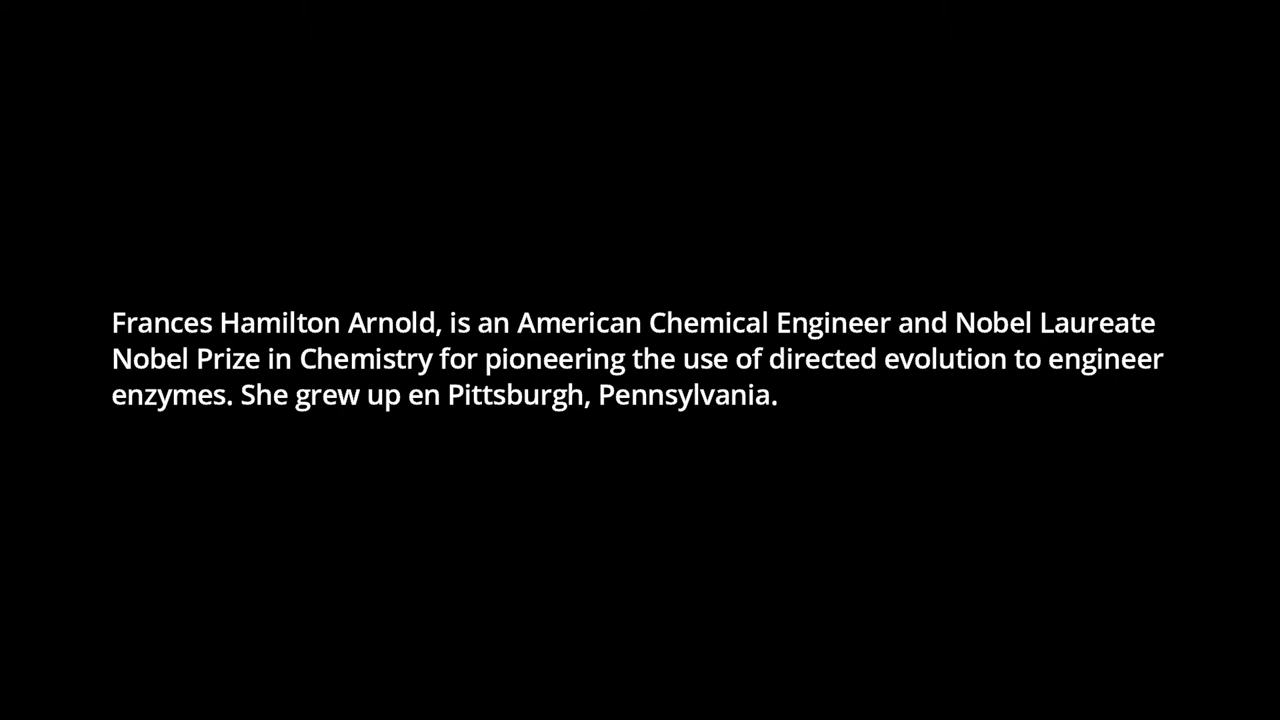 Frances Hamilton Arnold, is an American Chemical Engineer and Nobel Laureate
Nobel Prize in Chemistry for pioneering the use of directed evolution to engineer
enzymes. She grew up en Pittsburgh, Pennsylvania.